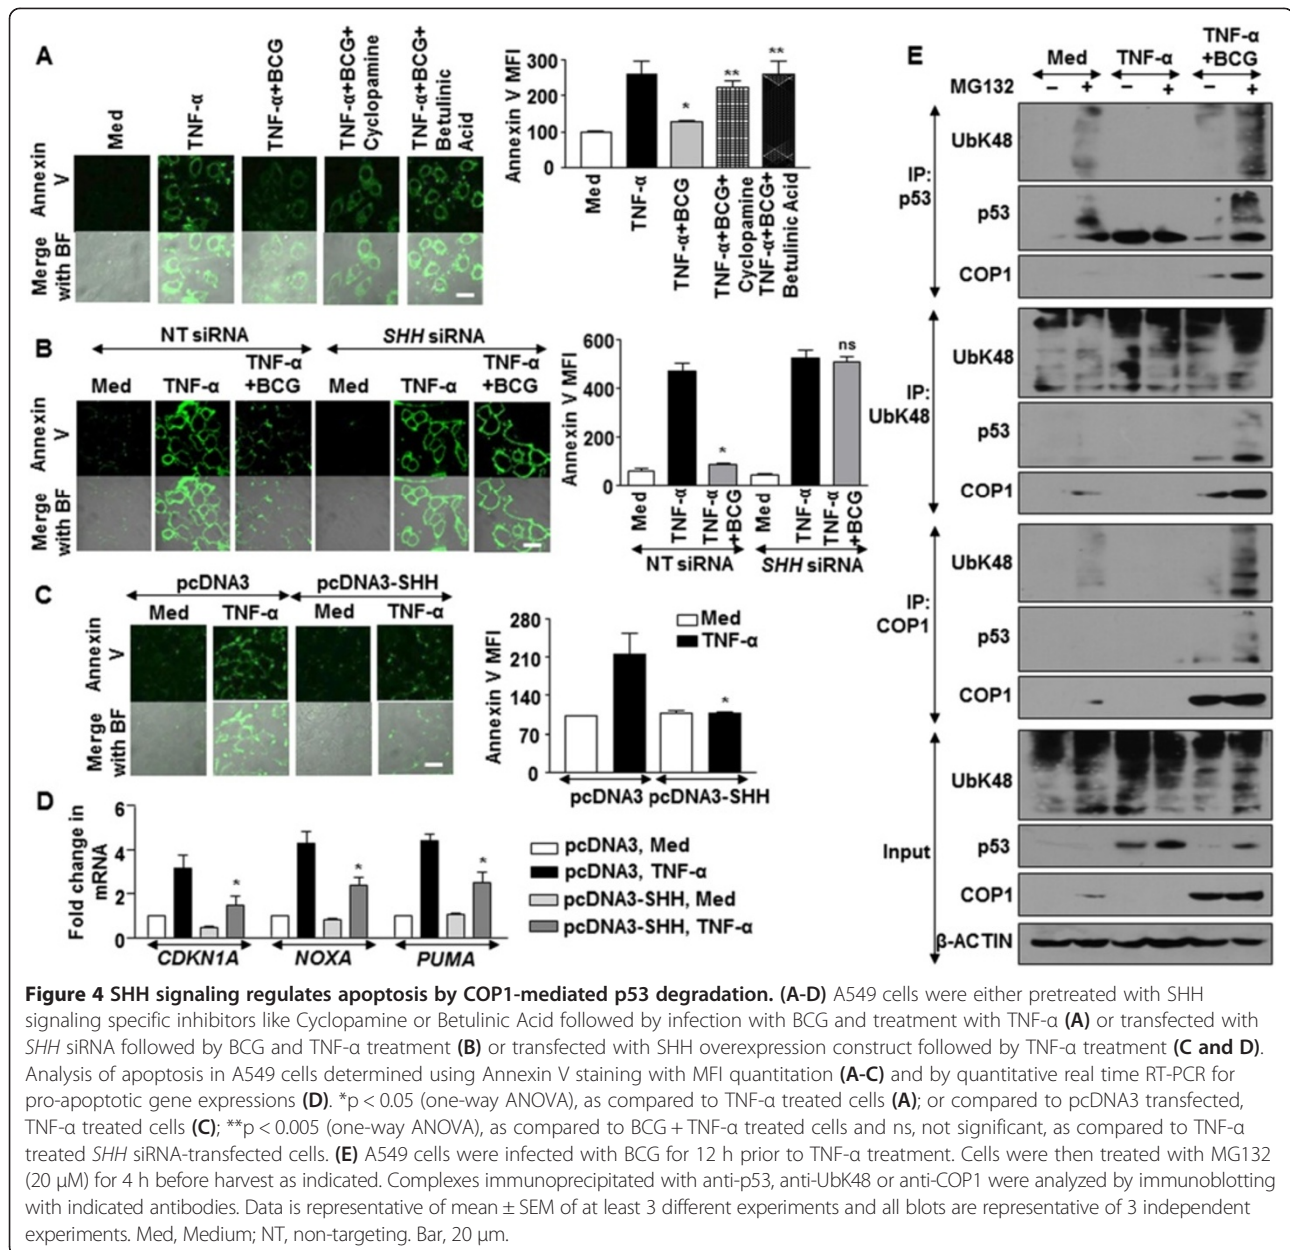 A
Med
TNF-α
TNF-α+BCG
TNF-α+BCG+
Cyclopamine
TNF-α+BCG+
Betulinic
Acid
Annexin
V
Merge
with BF
Annexin V MFI
300
200
100
0
*
**
**
Med
TNF-α
TNF-α+BCG
TNF-α+BCG+
Cyclopamine
TNF-α+BCG+
Betulinic Acid
B
NT siRNA
SHH siRNA
Med
TNF-α
TNF-α
+BCG
Med
TNF-α
TNF-α
+BCG
Annexin
V
Merge
with BF
Annexin V MFI
600
400
200
0
*
ns
Med
TNF-α
TNF-α
+BCG
Med
TNF-α
TNF-α
+BCG
NT siRNA
SHH siRNA
C
pcDNA3
pcDNA3-SHH
Med
TNF-α
Med
TNF-α
Annexin
V
Merge
with BF
Annexin V MFI
280
210
140
70
0
Med
TNF-α
*
pcDNA3 pcDNA3-SHH
D
Fold change in
mRNA
6
4
2
0
*
*
*
CDKN1A
NOXA
PUMA
pcDNA3, Med
pcDNA3, TNF-α
pcDNA3-SHH, Med
pcDNA3-SHH, TNF-α
E
Med
TNF-α
TNF-α
+BCG
MG132 – + – + – +
IP:
p53
UbK48
p53
COP1
IP:
UbK48
UbK48
p53
COP1
IP:
COP1
UbK48
p53
COP1
Input
UbK48
p53
COP1
β-ACTIN
Figure 4 SHH signaling regulates apoptosis by COP1-mediated p53 degradation. (A-D) A549 cells were either pretreated with SHH
signaling specific inhibitors like Cyclopamine or Betulinic Acid followed by infection with BCG and treatment with TNF-α (A) or transfected with
SHH siRNA followed by BCG and TNF-α treatment (B) or transfected with SHH overexpression construct followed by TNF-α treatment (C and D).
Analysis of apoptosis in A549 cells determined using Annexin V staining with MFI quantitation (A-C) and by quantitative real time RT-PCR for
pro-apoptotic gene expressions (D). *p < 0.05 (one-way ANOVA), as compared to TNF-α treated cells (A); or compared to pcDNA3 transfected,
TNF-α treated cells (C); **p < 0.005 (one-way ANOVA), as compared to BCG + TNF-α treated cells and ns, not significant, as compared to TNF-α
treated SHH siRNA-transfected cells. (E) A549 cells were infected with BCG for 12 h prior to TNF-α treatment. Cells were then treated with MG132
(20 μM) for 4 h before harvest as indicated. Complexes immunoprecipitated with anti-p53, anti-UbK48 or anti-COP1 were analyzed by immunoblotting
with indicated antibodies. Data is representative of mean ± SEM of at least 3 different experiments and all blots are representative of 3 independent
experiments. Med, Medium; NT, non-targeting. Bar, 20 μm.